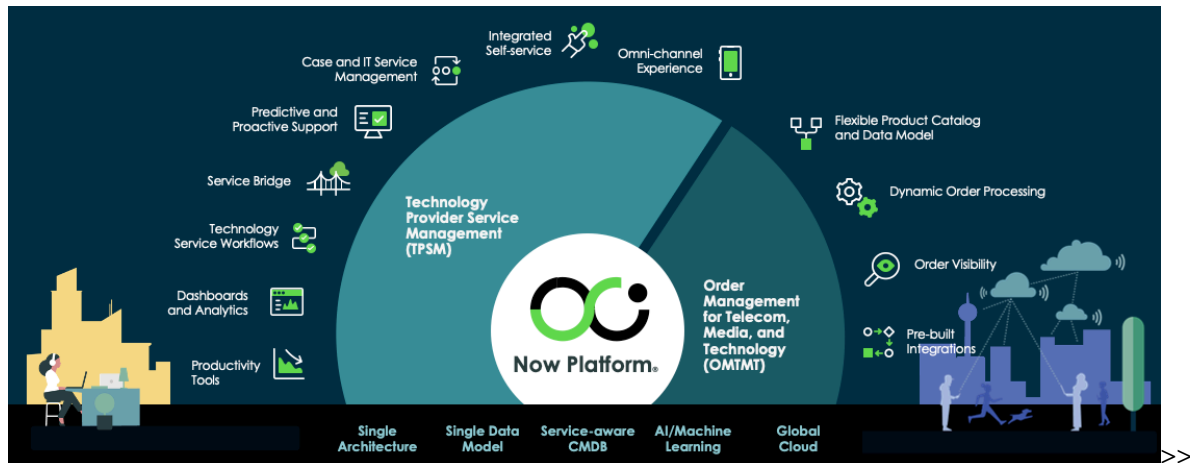 Integrated
Self-service
Omni-channel
Experience
Case and IT Service
Management
Predictive and
Proactive Support
Flexible Product Catalog
and Data Model
Service Bridge
Dynamic Order Processing
Technology
Provider Service
Management
(TPSM)
Technology
Service Workflows
Order Visibility
Dashboards
and Analytics
Order
Management
for Telecom,
Media, and
Technology
(OMTMT)
Pre-built
Integrations
Productivity
Tools
Now Platform®
Single
Architecture
Single Data
Model
Service-aware
CMDB
AI/Machine
Learning
Global
Cloud
>>